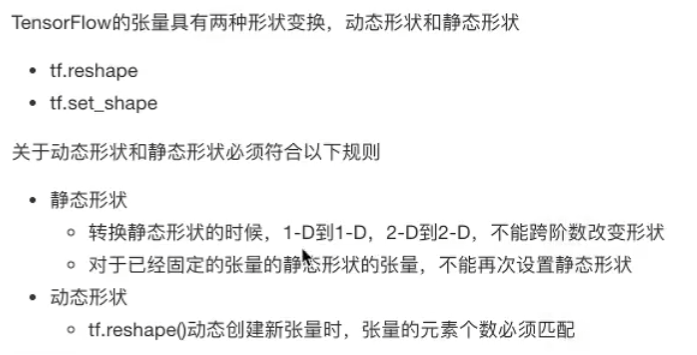 TensorFlow的张量具有两种形状变换，动态形状和静态形状
tf.reshape
tf.set_shape
关于动态形状和静态形状必须符合以下规则
静态形状
转换静态形状的时候，1-D到1-D，2-D到2-D，不能跨阶数改变形状
对于已经固定的张量的静态形状的张量，不能再次设置静态形状
动态形状
tf.reshape()动态创建新张量时，张量的元素个数必须匹配